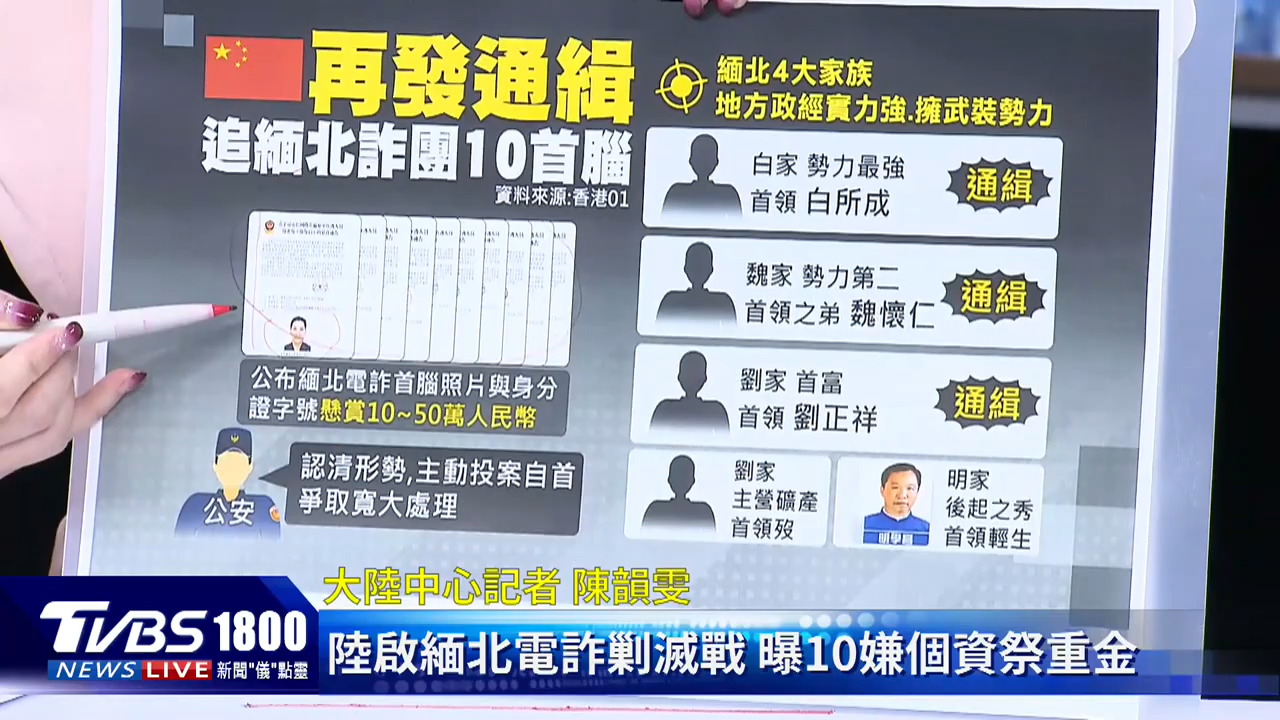 再發通緝
追緬北詐團10首腦
資料來源:香港01
公布緬北電詐首腦照片與身分
證字號懸賞10~50萬人民幣
認清形勢,主動投案自首
爭取寬大處理
公安
緬北4大家族
地方政經實力強.擁武裝勢力
白家 勢力最強
首領 白所成
通緝
魏家 勢力第二
首領之弟 魏懷仁
通緝
劉家 首富
首領 劉正祥
通緝
劉家
主營礦產
首領歿
明家
後起之秀
首領輕生
大陸中心記者 陳韻雯
TVBS 1800
NEWS LIVE 新聞"儀"點靈
陸啟緬北電詐剿滅戰 曝10嫌個資祭重金